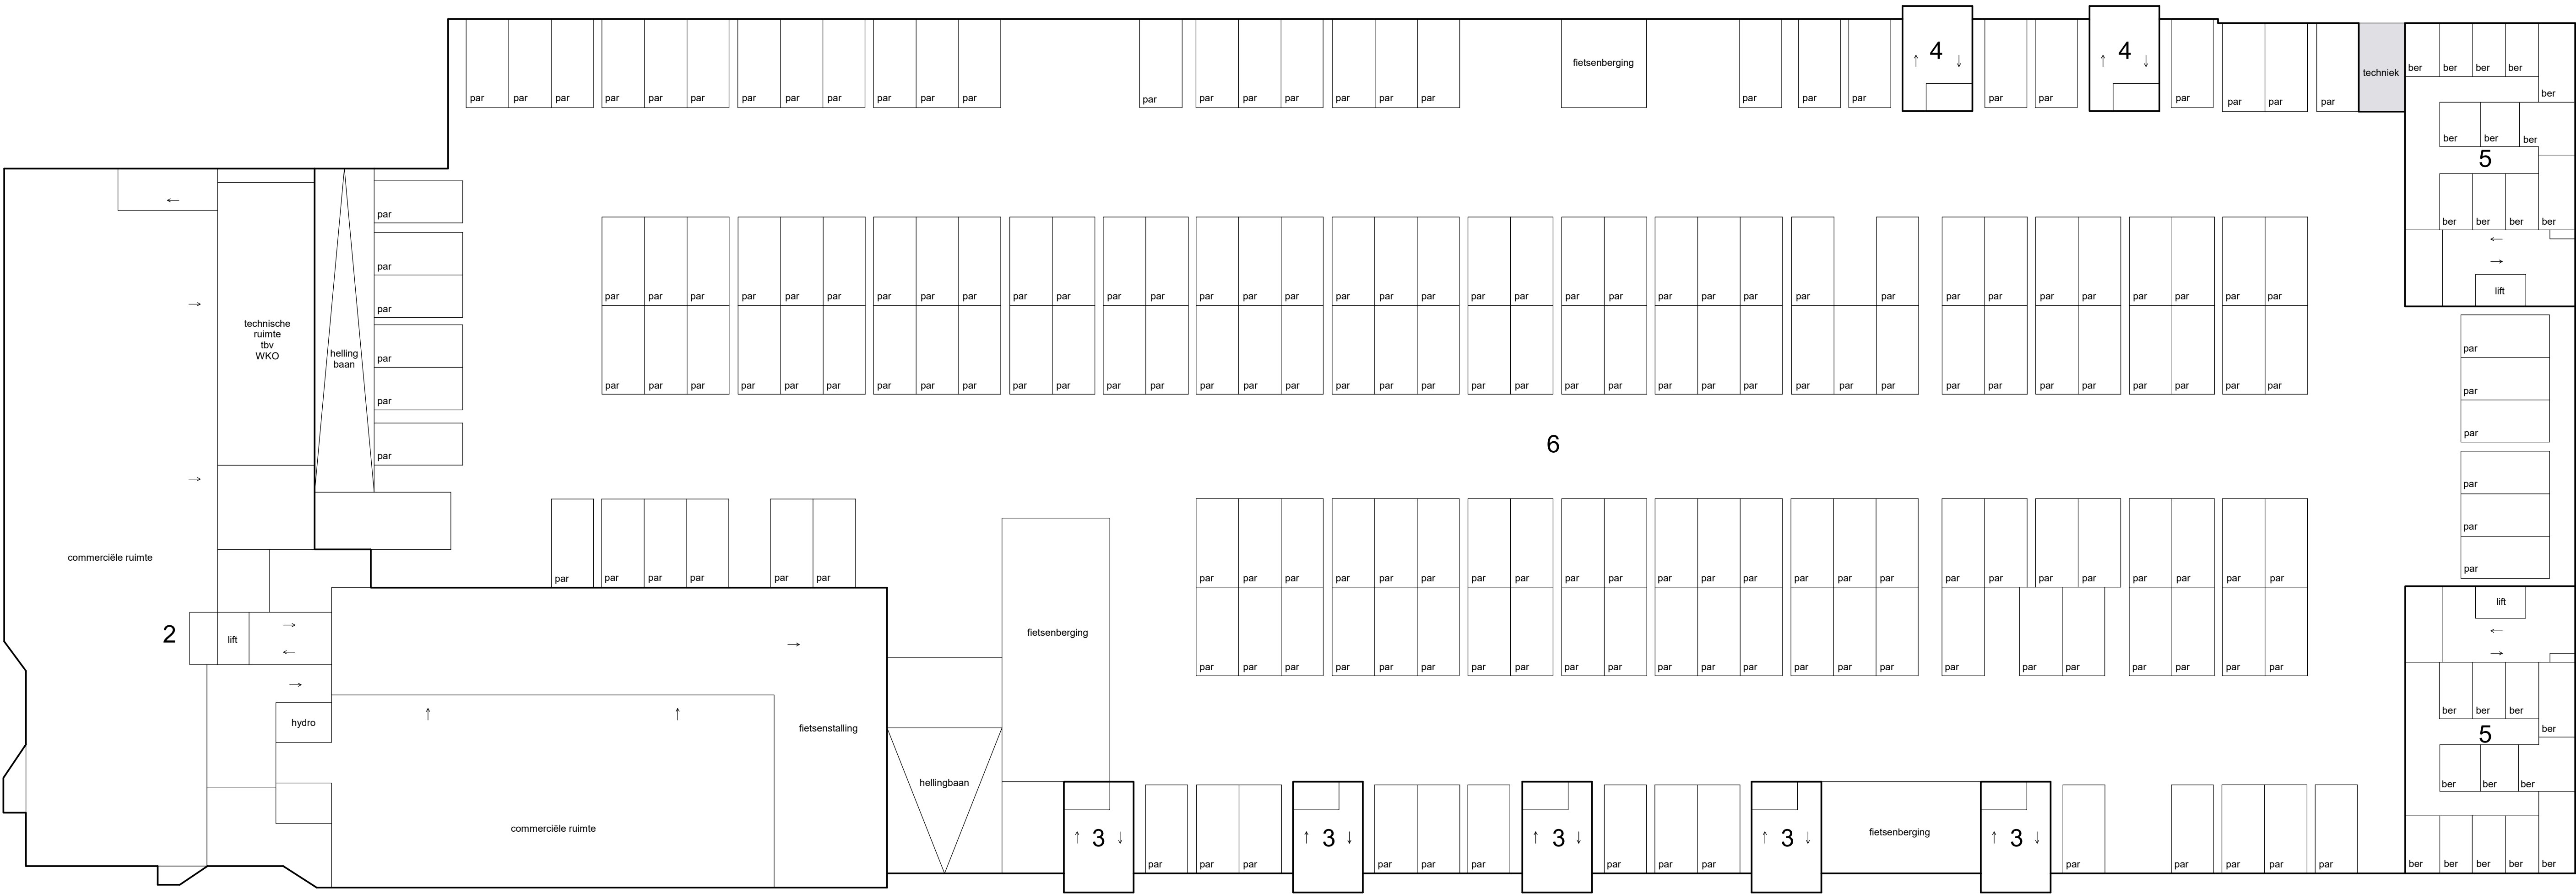 4 4
fietsenberging
techniek
ber ber ber ber
ber
par par par par par par par par par par par par par par par par par par par par par par par par par par par par
ber ber ber
5
par
ber ber ber ber
par
lift
par par par par par par par par par par par par par par par par par par par par par par par par par par par par par par par par par par par par
par
technische
ruimte
tbv
WKO
helling
baan
par
par
par
par par par par par par par par par par par par par par par par par par par par par par par par par par par par par par par par par par par par par
par
par
par
6
par
par
par
commerciële ruimte
par par par par par par par par par par par par par par par par par par par par par par par par par par par par par par
par
lift
2
lift
fietsenberging
par par par par par par par par par par par par par par par par par par par par par par par
ber ber ber
hydro
fietsenstalling
5
ber
hellingbaan
ber ber ber
commerciële ruimte
3 3 3 3
fietsenberging
3
par par par par par par par par par par par par par par
ber ber ber ber ber